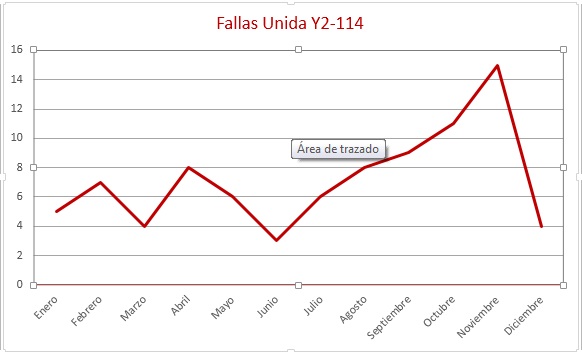 Fallas Unida Y2-114
16
14
12
10
8
6
4
2
0
Área de trazado
Enero
Febrero
Marzo
Abril
Mayo
Junio
Julio
Agosto
Septiembre
Octubre
Noviembre
Diciembre